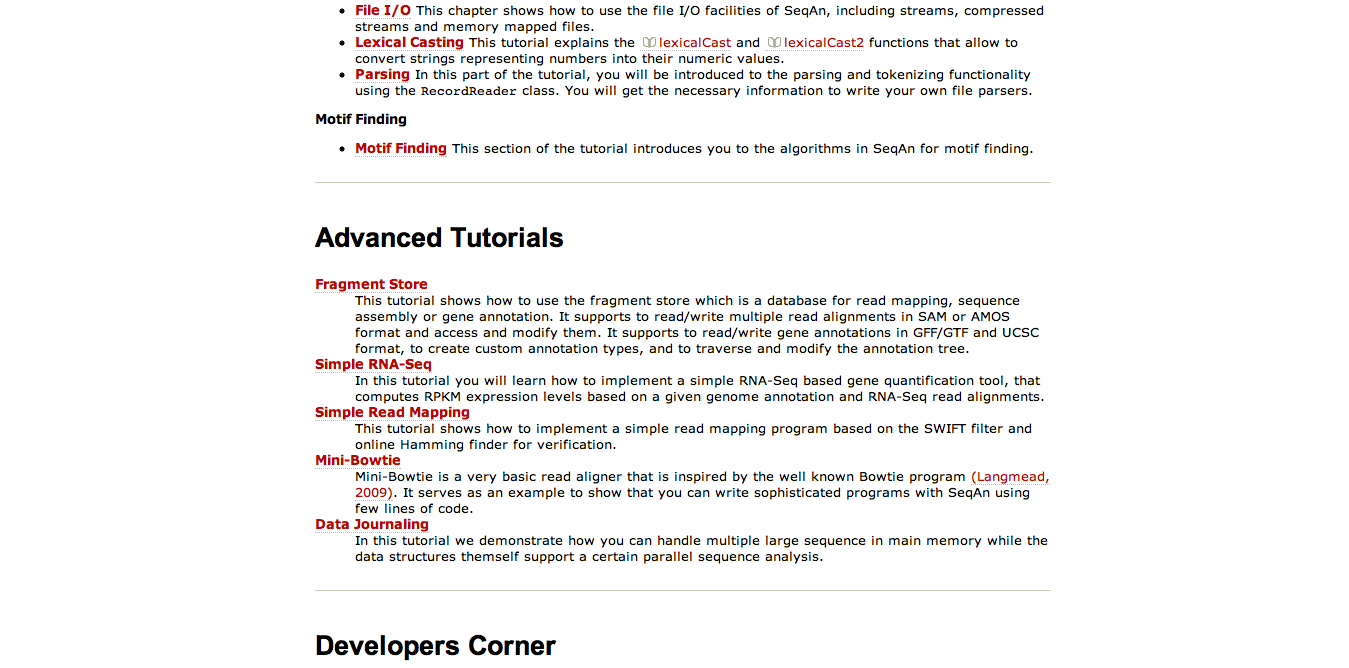 • File I/O This chapter shows how to use the file I/O facilities of SeqAn, including streams, compressed
streams and memory mapped files.
• Lexical Casting This tutorial explains the lexicalCast and lexicalCast2 functions that allow to
convert strings representing numbers into their numeric values.
• Parsing In this part of the tutorial, you will be introduced to the parsing and tokenizing functionality
using the RecordReader class. You will get the necessary information to write your own file parsers.
Motif Finding
• Motif Finding This section of the tutorial introduces you to the algorithms in SeqAn for motif finding.
Advanced Tutorials
Fragment Store
This tutorial shows how to use the fragment store which is a database for read mapping, sequence
assembly or gene annotation. It supports to read/write multiple read alignments in SAM or AMOS
format and access and modify them. It supports to read/write gene annotations in GFF/GTF and UCSC
format, to create custom annotation types, and to traverse and modify the annotation tree.
Simple RNA-Seq
In this tutorial you will learn how to implement a simple RNA-Seq based gene quantification tool, that
computes RPKM expression levels based on a given genome annotation and RNA-Seq read alignments.
Simple Read Mapping
This tutorial shows how to implement a simple read mapping program based on the SWIFT filter and
online Hamming finder for verification.
Mini-Bowtie
Mini-Bowtie is a very basic read aligner that is inspired by the well known Bowtie program (Langmead,
2009). It serves as an example to show that you can write sophisticated programs with SeqAn using
few lines of code.
Data Journaling
In this tutorial we demonstrate how you can handle multiple large sequence in main memory while the
data structures themself support a certain parallel sequence analysis.
Developers Corner